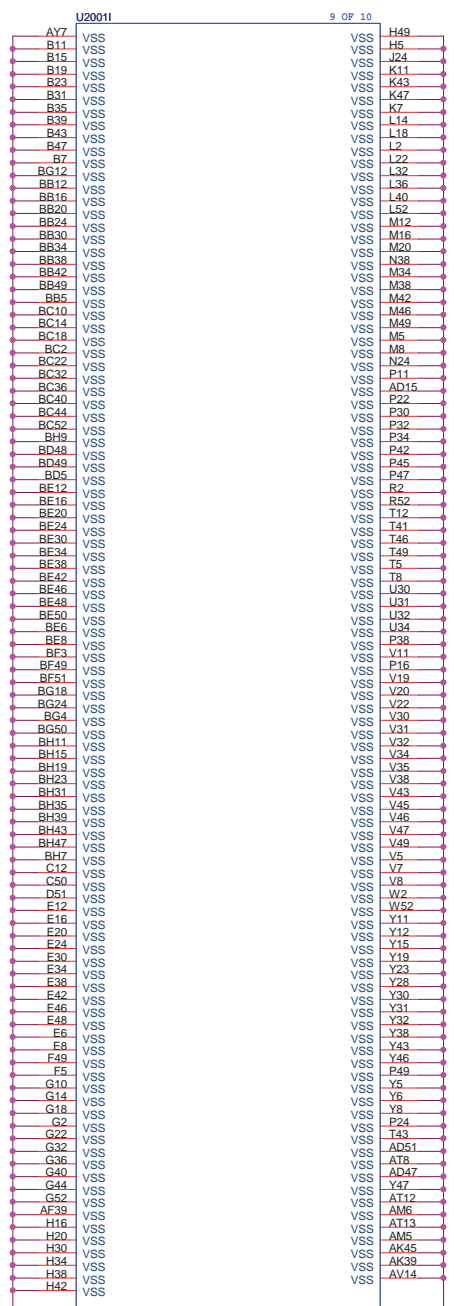 U2001I 9 OF 10
AY7 VSS VSS H49
B11 VSS VSS H5
B15 VSS VSS J24
B19 VSS VSS K11
B23 VSS VSS K43
B31 VSS VSS K47
B35 VSS VSS K7
B39 VSS VSS L14
B43 VSS VSS L18
B47 VSS VSS L2
B7 VSS VSS L22
BG12 VSS VSS L32
BB12 VSS VSS L36
BB16 VSS VSS L40
BB20 VSS VSS L52
BB24 VSS VSS M12
BB30 VSS VSS M16
BB34 VSS VSS M20
BB38 VSS VSS N38
BB42 VSS VSS M34
BB49 VSS VSS M38
BB5 VSS VSS M42
BC10 VSS VSS M46
BC14 VSS VSS M49
BC18 VSS VSS M5
BC2 VSS VSS M8
BC22 VSS VSS N24
BC32 VSS VSS P11
BC36 VSS VSS AD15
BC40 VSS VSS P22
BC44 VSS VSS P30
BC52 VSS VSS P32
BH9 VSS VSS P34
BD48 VSS VSS P42
BD49 VSS VSS P45
BD5 VSS VSS P47
BE12 VSS VSS R2
BE16 VSS VSS R52
BE20 VSS VSS T12
BE24 VSS VSS T41
BE30 VSS VSS T46
BE34 VSS VSS T49
BE38 VSS VSS T5
BE42 VSS VSS T8
BE46 VSS VSS U30
BE48 VSS VSS U31
BE50 VSS VSS U32
BE6 VSS VSS U34
BE8 VSS VSS P38
BF3 VSS VSS V11
BF49 VSS VSS P16
BF51 VSS VSS V19
BG18 VSS VSS V20
BG24 VSS VSS V22
BG4 VSS VSS V30
BG50 VSS VSS V31
BH11 VSS VSS V32
BH15 VSS VSS V34
BH19 VSS VSS V35
BH23 VSS VSS V38
BH31 VSS VSS V43
BH35 VSS VSS V45
BH39 VSS VSS V46
BH43 VSS VSS V47
BH47 VSS VSS V49
BH7 VSS VSS V5
C12 VSS VSS V7
C50 VSS VSS V8
D51 VSS VSS W2
E12 VSS VSS W52
E16 VSS VSS Y11
E20 VSS VSS Y12
E24 VSS VSS Y15
E30 VSS VSS Y19
E34 VSS VSS Y23
E38 VSS VSS Y28
E42 VSS VSS Y30
E46 VSS VSS Y31
E48 VSS VSS Y32
E6 VSS VSS Y38
E8 VSS VSS Y43
F49 VSS VSS Y46
F5 VSS VSS P49
G10 VSS VSS Y5
G14 VSS VSS Y6
G18 VSS VSS Y8
G2 VSS VSS P24
G22 VSS VSS T43
G32 VSS VSS AD51
G36 VSS VSS AT8
G40 VSS VSS AD47
G44 VSS VSS Y47
G52 VSS VSS AT12
AF39 VSS VSS AM6
H16 VSS VSS AT13
H20 VSS VSS AM5
H30 VSS VSS AK45
H34 VSS VSS AK39
H38 VSS VSS AV14
H42 VSS